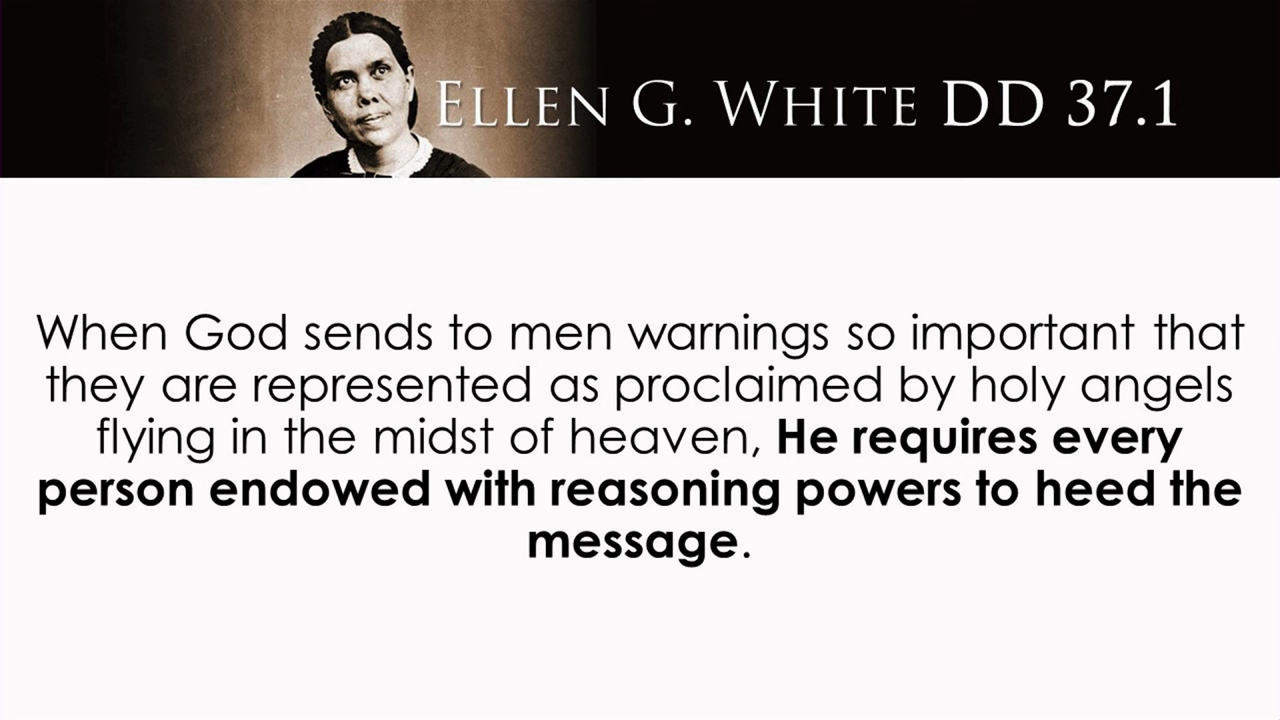 ELLEN G. WHITE DD 37.1
When God sends to men warnings so important that
they are represented as proclaimed by holy angels
flying in the midst of heaven, He requires every
person endowed with reasoning powers to heed the
message.